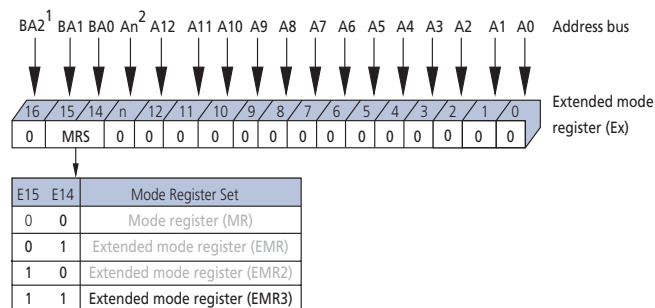 BA2¹ BA1 BA0 An² A12 A11 A10 A9 A8 A7 A6 A5 A4 A3 A2 A1 A0 Address bus
16 15 14 n 12 11 10 9 8 7 6 5 4 3 2 1 0 Extended mode
register (Ex)
0 MRS 0 0 0 0 0 0 0 0 0 0 0 0 0 0
E15 E14 Mode Register Set
0 0 Mode register (MR)
0 1 Extended mode register (EMR)
1 0 Extended mode register (EMR2)
1 1 Extended mode register (EMR3)